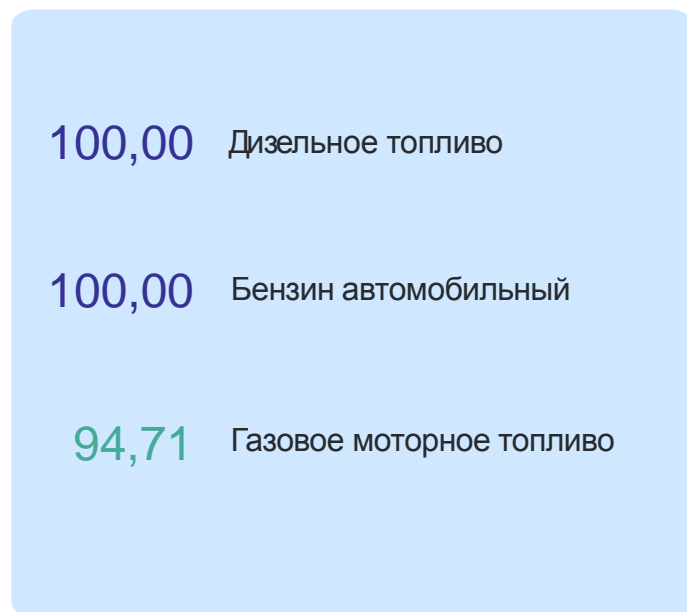 100,00 Дизельное топливо
100,00 Бензин автомобильный
94,71 Газовое моторное топливо